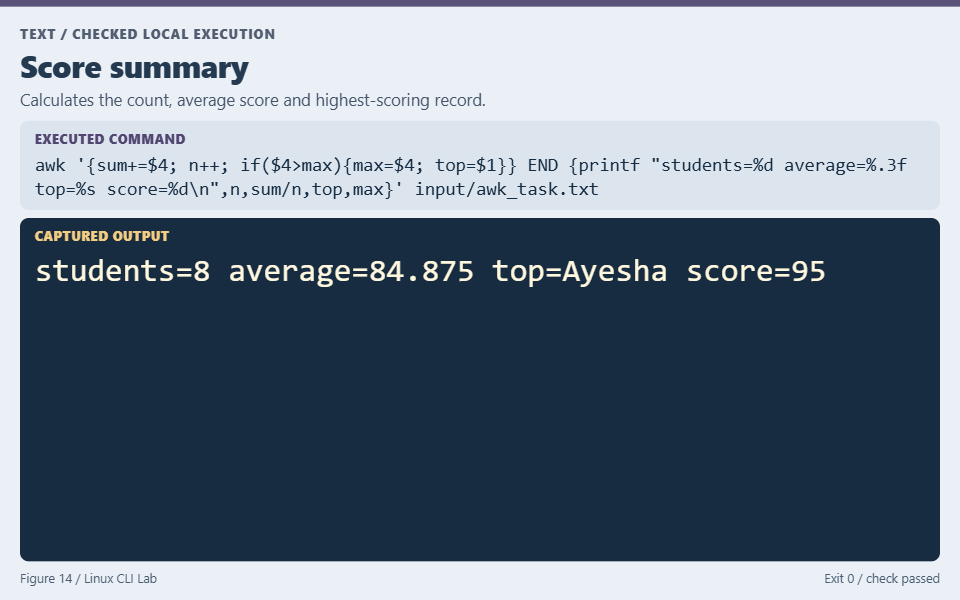 TEXT / CHECKED LOCAL EXECUTION
Score summary
Calculates the count, average score and highest-scoring record.
EXECUTED COMMAND
awk '{sum+=$4; n++; if($4>max){max=$4; top=$1}} END {printf "students=%d average=%.3f
top=%s score=%d\n",n,sum/n,top,max}' input/awk_task.txt
CAPTURED OUTPUT
students=8 average=84.875 top=Ayesha score=95
Figure 14 / Linux CLI Lab
Exit 0 / check passed